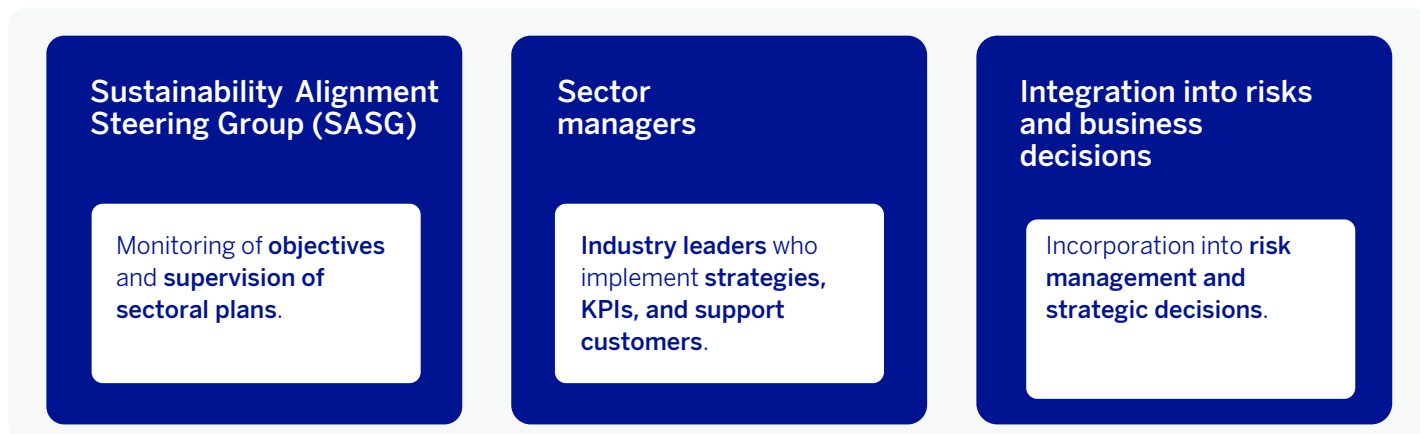 Sustainability Alignment
Steering Group (SASG)
Monitoring of objectives
and supervision of
sectoral plans.
Sector
managers
Industry leaders who
implement strategies,
KPIs, and support
customers.
Integration into risks
and business
decisions
Incorporation into risk
management and
strategic decisions.